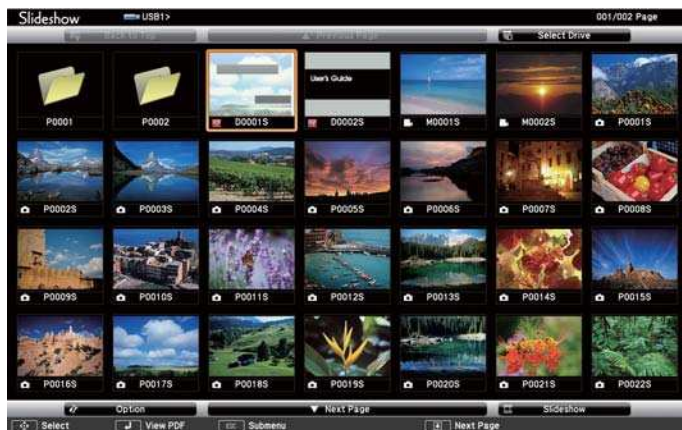 Slideshow USB1> 001/002 Page
Back to Top Previous Page Select Drive
User's Guide
P0001 P0002 D0001S D0002S M0001S M0002S P0001S
P0002S P0003S P0004S P0005S P0006S P0007S P0008S
P0009S P0010S P0011S P0012S P0013S P0014S P0015S
P0016S P0017S P0018S P0019S P0020S P0021S P0022S
Option ▼ Next Page Slideshow
Select View PDF Esc Submenu Next Page